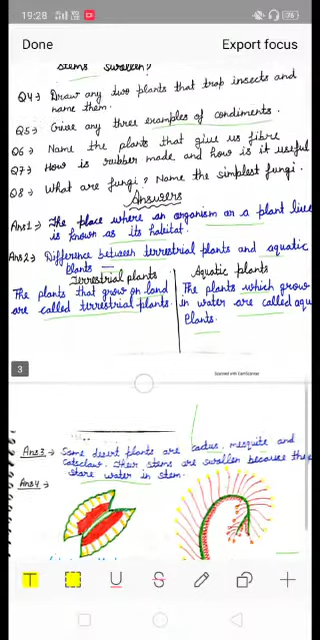 19:28
Done
Export focus
stems swollen?
Q4→ Draw any two plants that trap insects and
name them.
Q5→ Give any three examples of condiments.
Q6→ Name the plants that give us fibre
Q7→ How is rubber made and how is it useful
Q8→ What are fungi? Name the simplest fungi.
Answers
Ans1→ The place where an organism or a plant live
is known as its habitat.
Ans2→ Difference between terrestrial plants and aquatic
plants
Terrestrial plants
The plants that grow on land
are called terrestrial plants.
Aquatic plants
The plants which grow
in water are called aqu
plants.
3
Scanned with CamScanner
Ans3→ Some desert plants are cactus, mesquite and
catsclaw. Their stems are swollen because the
store water in stem.
Ans4→
T
U
S